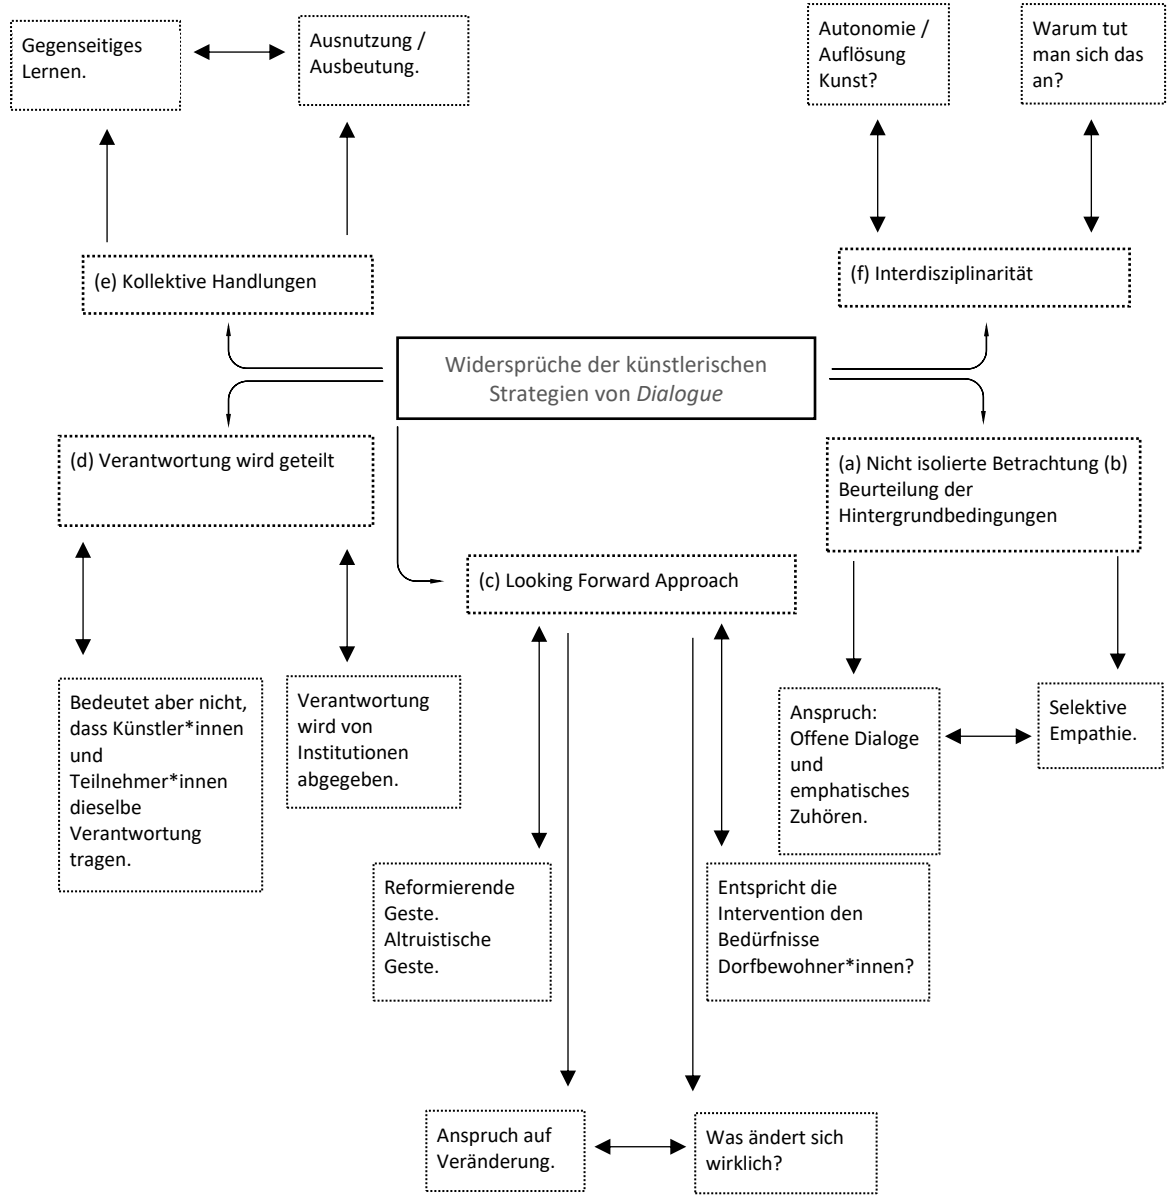 Gegenseitiges
Lernen.
Ausnutzung /
Ausbeutung.
Autonomie /
Auflösung
Kunst?
Warum tut
man sich das
an?
(e) Kollektive Handlungen
(f) Interdisziplinarität
Widersprüche der künstlerischen
Strategien von Dialogue
(d) Verantwortung wird geteilt
(a) Nicht isolierte Betrachtung (b)
Beurteilung der
Hintergrundbedingungen
(c) Looking Forward Approach
Bedeutet aber nicht,
dass Künstler*innen
und
Teilnehmer*innen
dieselbe
Verantwortung
tragen.
Verantwortung
wird von
Institutionen
abgegeben.
Anspruch:
Offene Dialoge
und
emphatisches
Zuhören.
Selektive
Empathie.
Reformierende
Geste.
Altruistische
Geste.
Entspricht die
Intervention den
Bedürfnisse
Dorfbewohner*innen?
Anspruch auf
Veränderung.
Was ändert sich
wirklich?